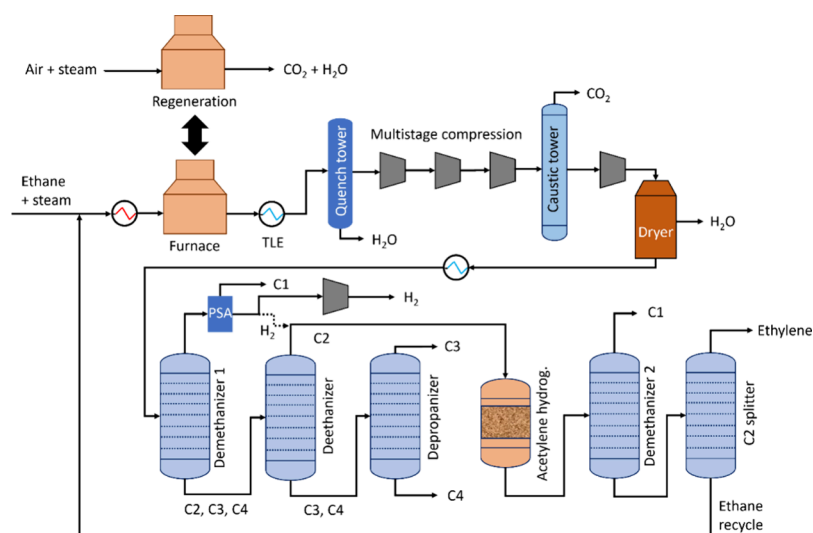 Air + steam
CO₂ + H₂O
Regeneration
Ethane
+ steam
Furnace
TLE
Quench tower
H₂O
Multistage compression
Caustic tower
CO₂
Dryer
H₂O
C1
PSA
H₂
H₂
C2
C3
C1
Ethylene
Demethanizer 1
Deethanizer
Depropanizer
Acetylene hydrog.
Demethanizer 2
C2 splitter
C2, C3, C4
C3, C4
C4
Ethane
recycle